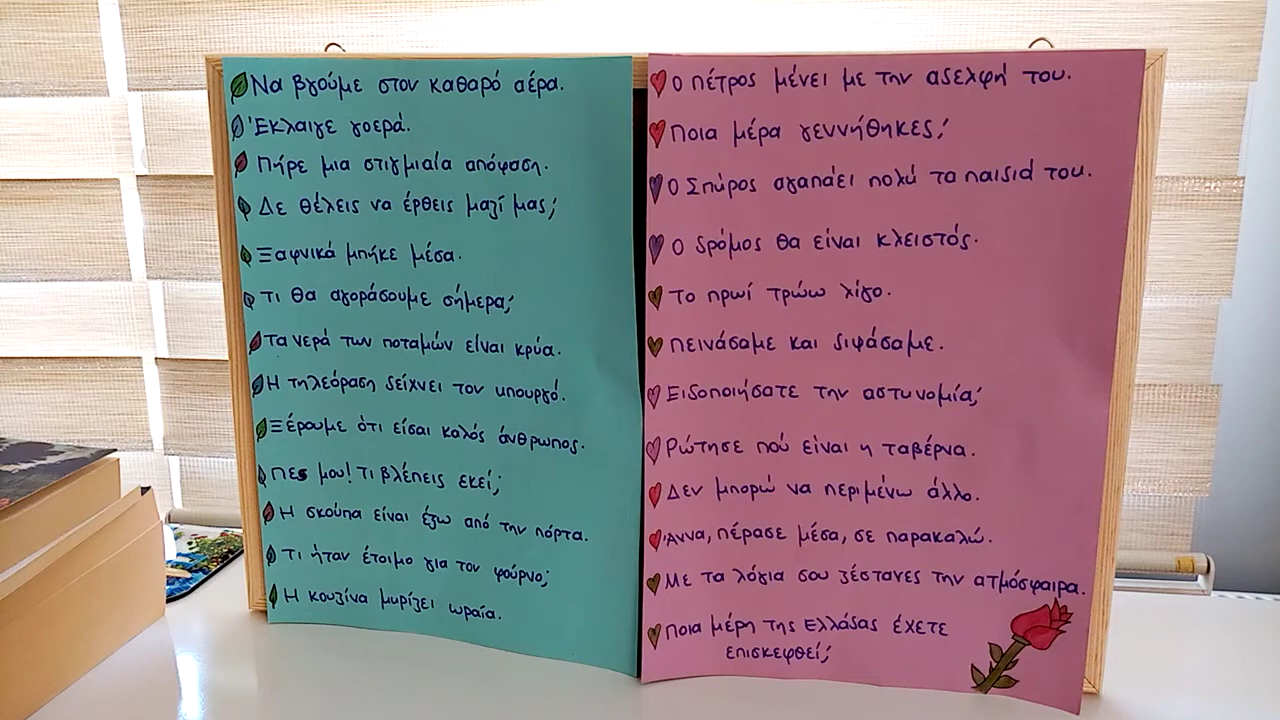 Να βγούμε στον καθαρό αέρα.
Έκλαιγε γοερά.
Πήρε μια στιγμιαία απόφαση.
Δε θέλεις να έρθεις μαζί μας;
Ξαφνικά μπήκε μέσα.
Τι θα αγοράσουμε σήμερα;
Τα νερά των ποταμών είναι κρύα.
Η τηλεόραση δείχνει τον υπουργό.
Ξέρουμε ότι είσαι καλός άνθρωπος.
Πες μου! Τι βλέπεις εκεί;
Η σκούπα είναι έξω από την πόρτα.
Τι ήταν έτοιμο για τον φούρνο;
Η κουζίνα μυρίζει ωραία.
Ο πέτρος μένει με την αδελφή του.
Ποια μέρα γεννήθηκες;
Ο Σπύρος αγαπάει πολύ τα παιδιά του.
Ο δρόμος θα είναι κλειστός.
Το πρωί τρώω λίγο.
Πεινάσαμε και διψάσαμε.
Ειδοποιήσατε την αστυνομία;
Ρώτησε πού είναι η ταβέρνα.
Δεν μπορώ να περιμένω άλλο.
Άννα, πέρασε μέσα, σε παρακαλώ.
Με τα λόγια σου ζέστανες την ατμόσφαιρα.
Ποια μέρη της Ελλάδας έχετε
επισκεφθεί;